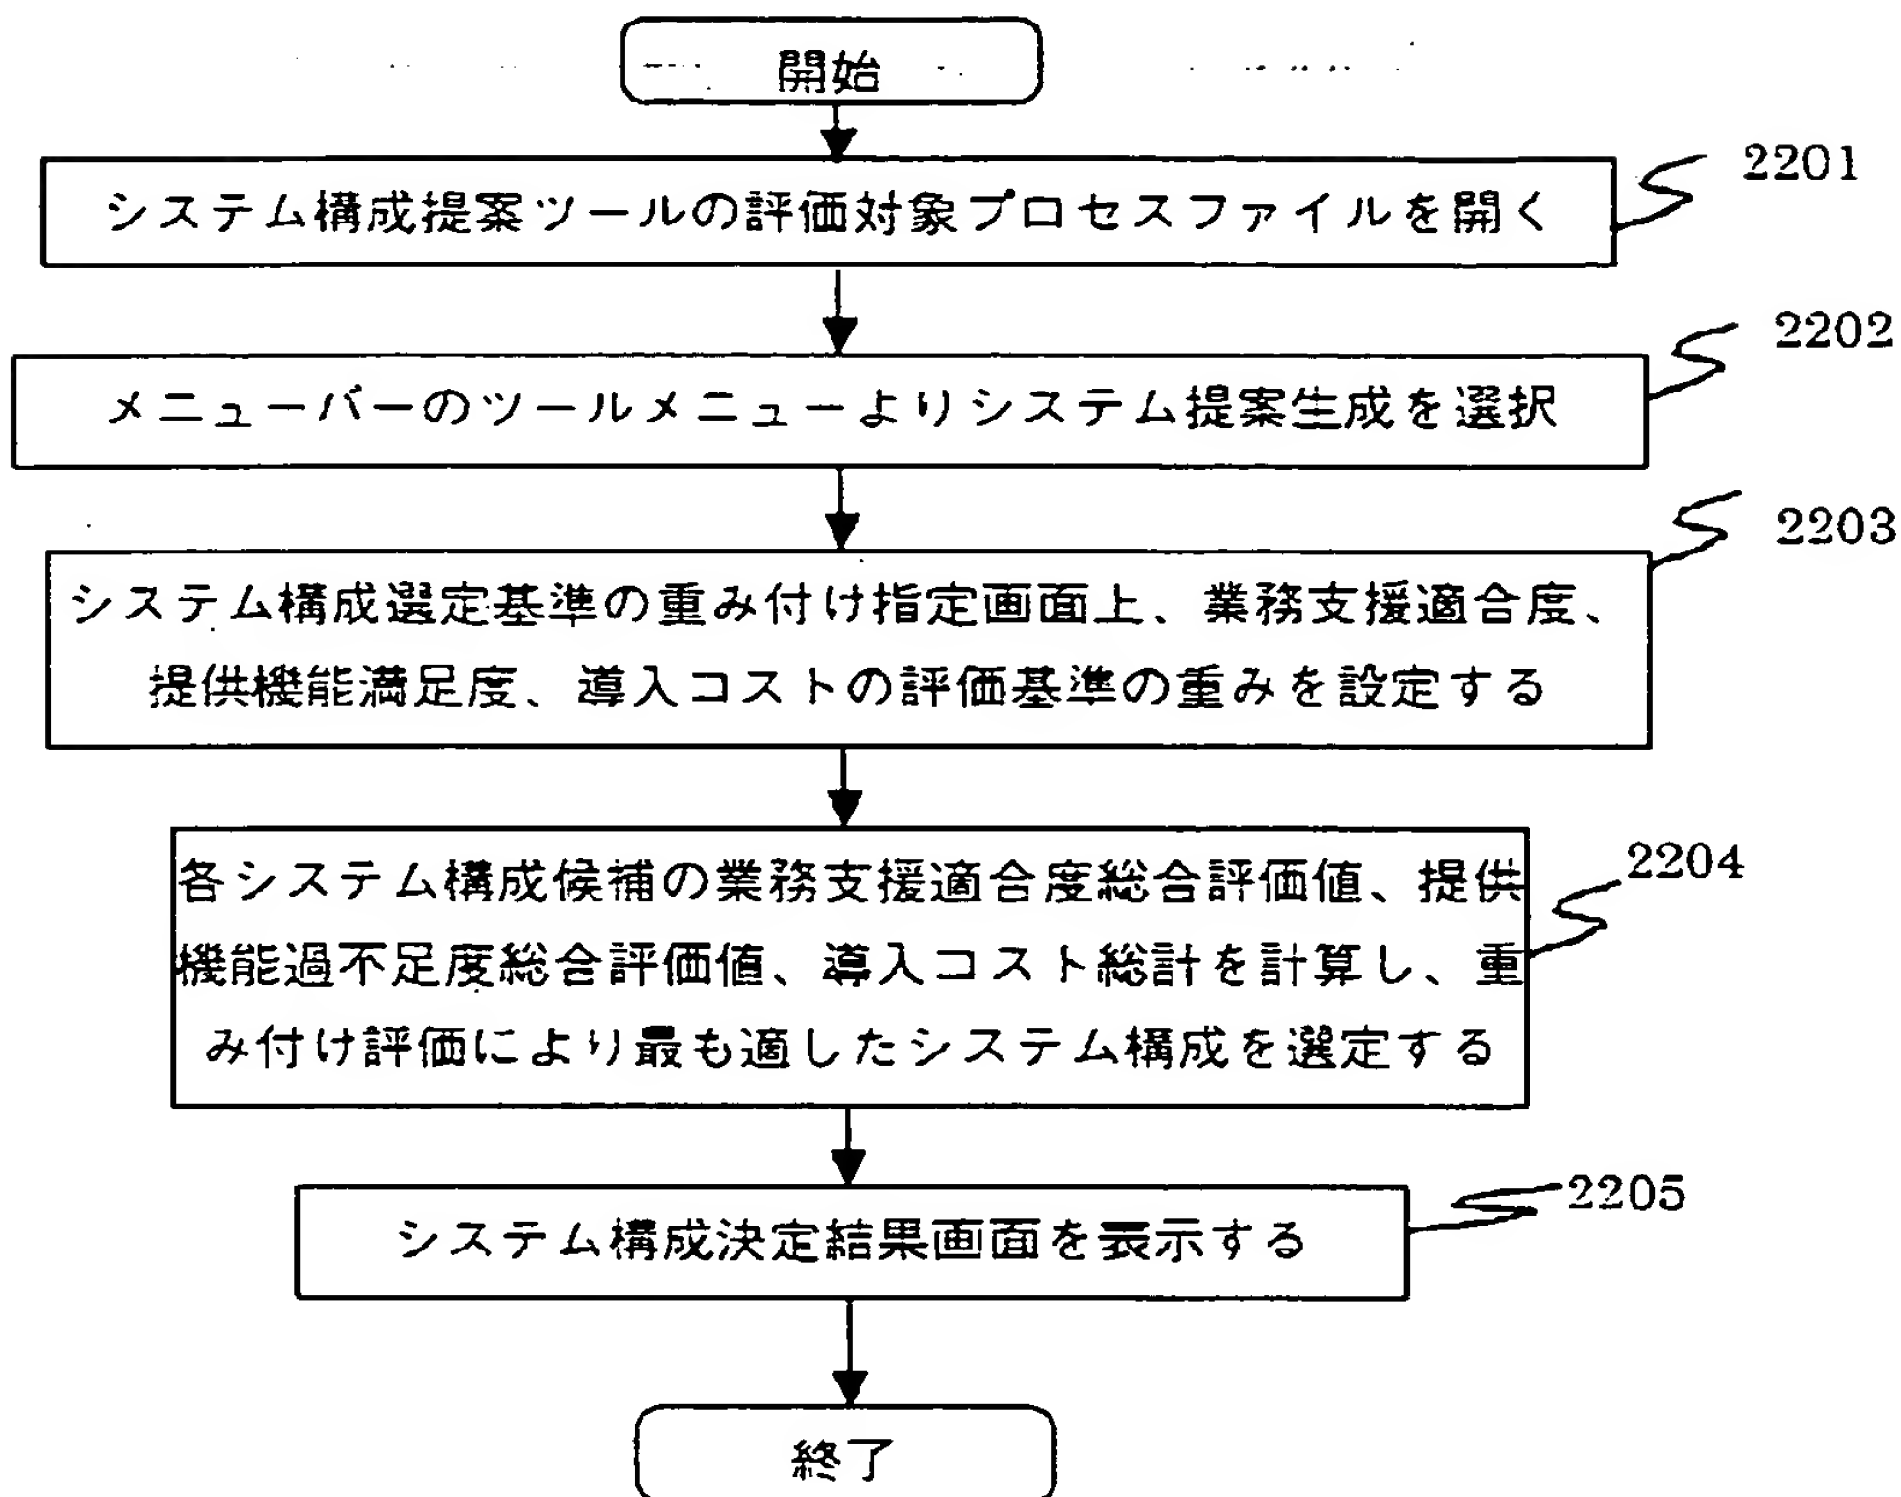 開始
システム構成提案ツールの評価対象プロセスファイルを開く
2201
メニューバーのツールメニューよりシステム提案生成を選択
2202
システム構成選定基準の重み付け指定画面上、業務支援適合度、
提供機能満足度、導入コストの評価基準の重みを設定する
2203
各システム構成候補の業務支援適合度総合評価値、提供
機能過不足度総合評価値、導入コスト総計を計算し、重
み付け評価により最も適したシステム構成を選定する
2204
システム構成決定結果画面を表示する
2205
終了